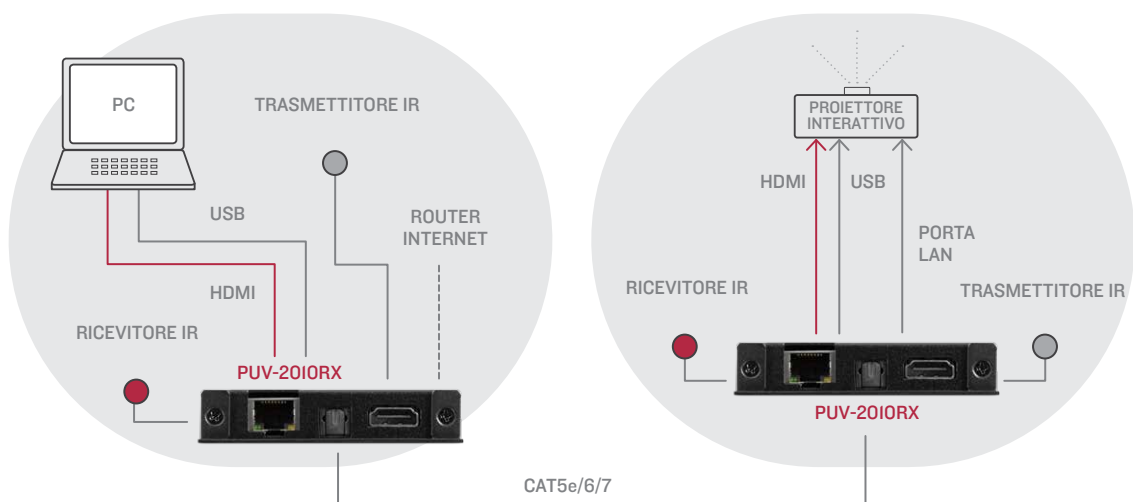 PC
TRASMETTITORE IR
USB
ROUTER
INTERNET
HDMI
RICEVITORE IR
PUV-2010RX
PROIETTORE
INTERATTIVO
HDMI
USB
PORTA
LAN
RICEVITORE IR
TRASMETTITORE IR
PUV-2010RX
CAT5e/6/7